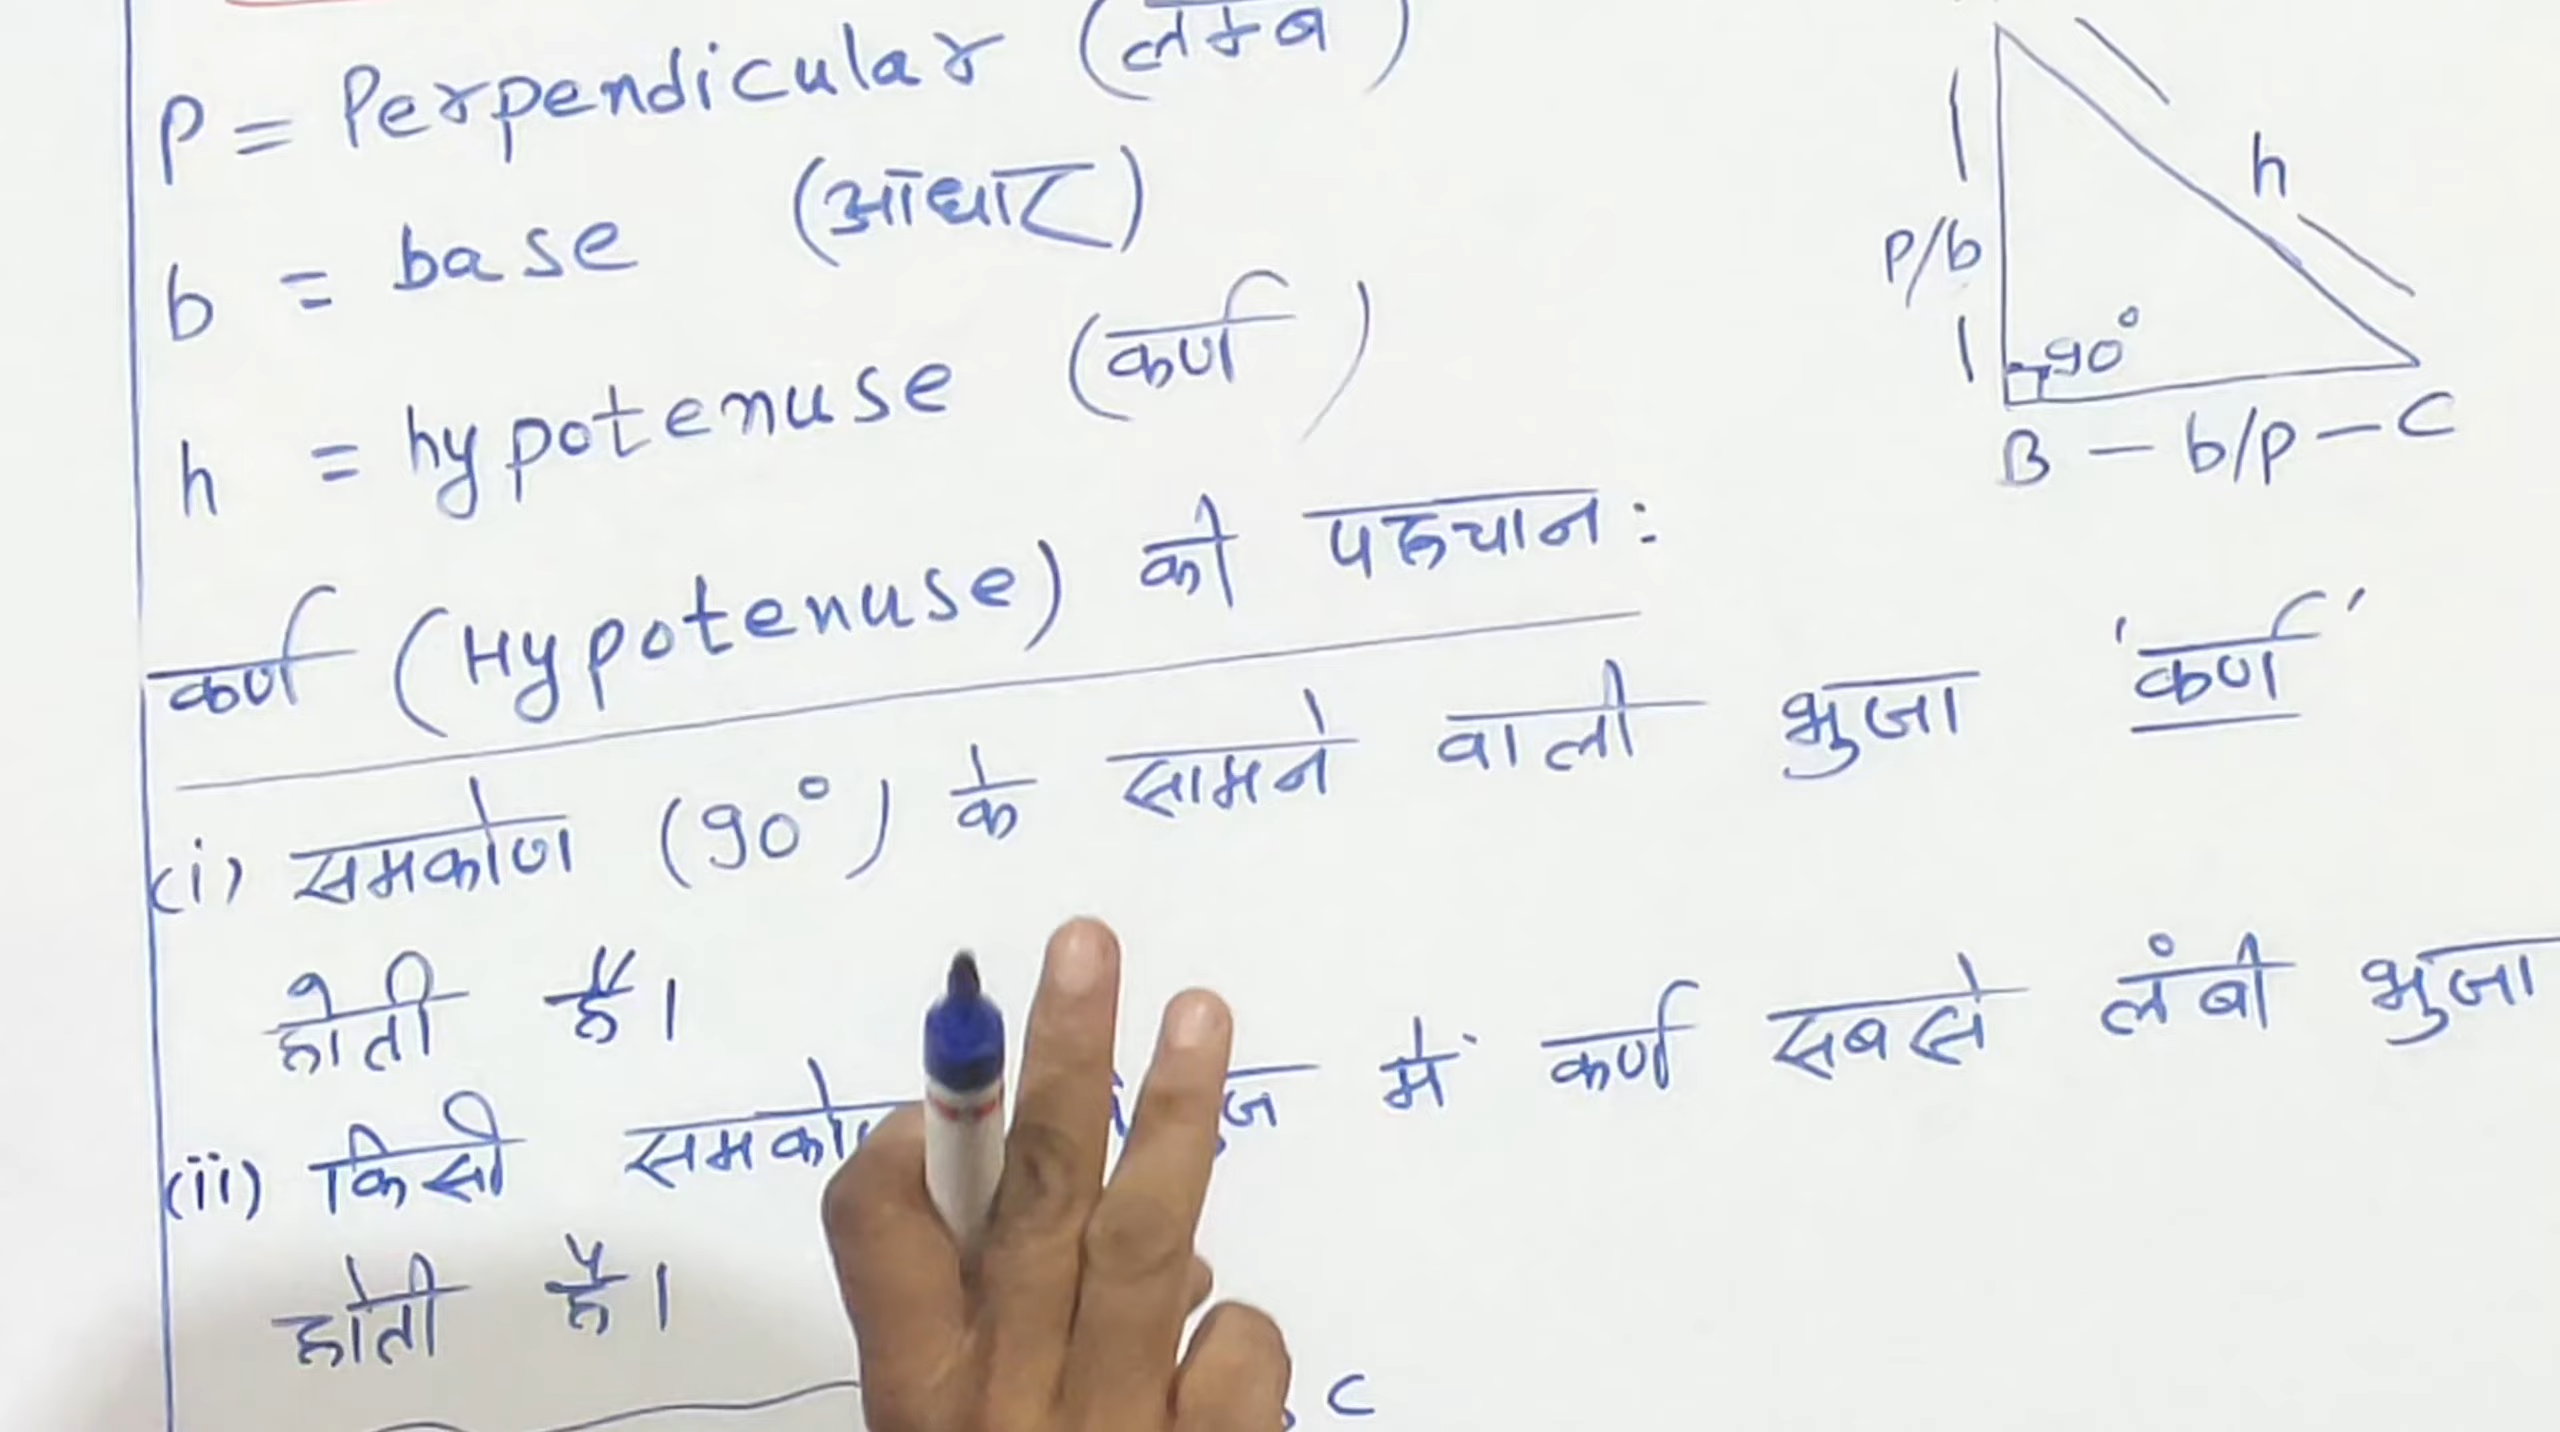 P = Perpendicular (लम्ब)
b = base (आधार)
h = hypotenuse (कर्ण)
h
P/b
90°
B — b/p — C
कर्ण (Hypotenuse) की पहचान:
(i) समकोण (90°) के सामने वाली भुजा 'कर्ण'
होती है।
(ii) किसी में कर्ण सबसे लंबी भुजा
होती है।
C